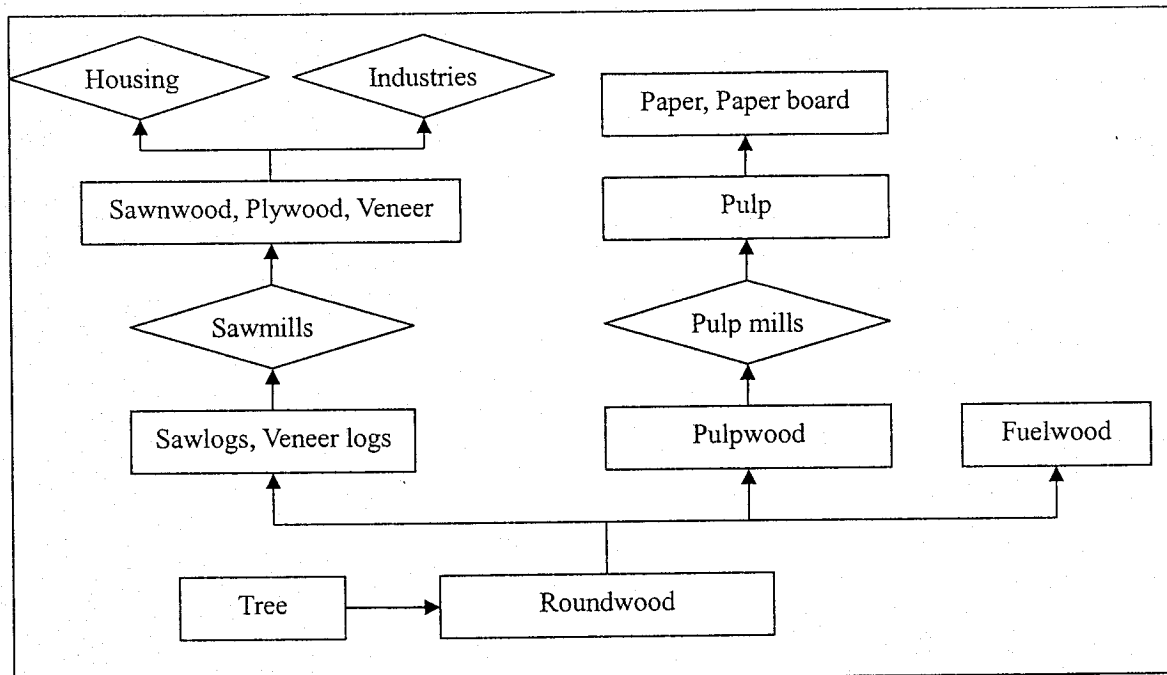 Housing
Industries
Paper, Paper board
Sawnwood, Plywood, Veneer
Pulp
Sawmills
Pulp mills
Sawlogs, Veneer logs
Pulpwood
Fuelwood
Tree
Roundwood